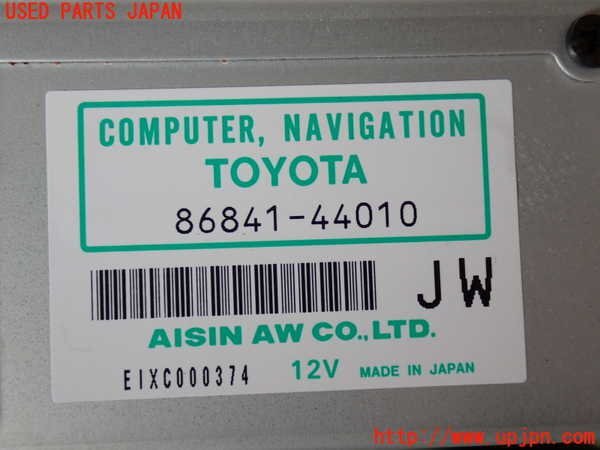 USED PARTS JAPAN
COMPUTER, NAVIGATION
TOYOTA
86841-44010
JW
AISIN AW CO.,LTD.
EIXC000374 12V MADE IN JAPAN
http://www.upjpn.com/